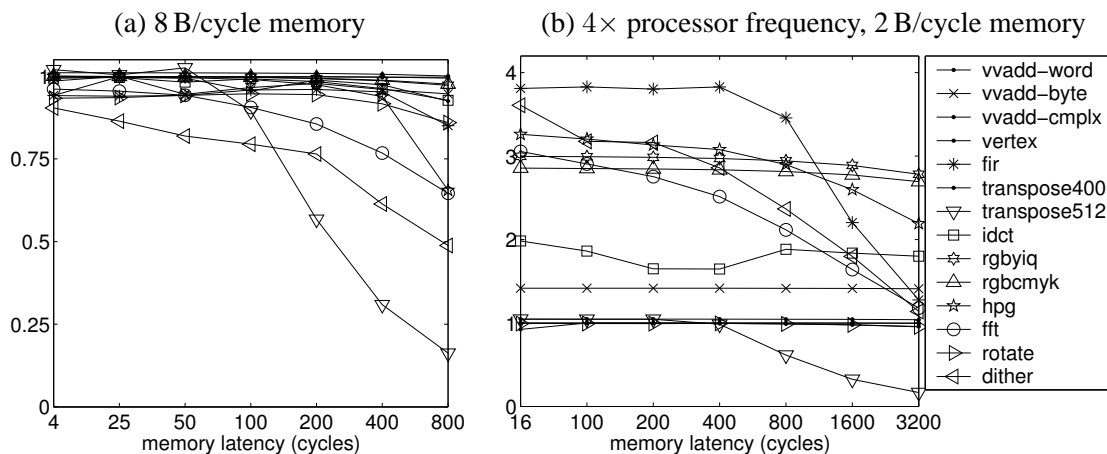 (a) 8 B/cycle memory
1
0.75
0.5
0.25
0
4 25 50 100 200 400 800
memory latency (cycles)
(b) 4× processor frequency, 2 B/cycle memory
4
3
2
1
0
16 100 200 400 800 1600 3200
memory latency (cycles)
vvadd−word
vvadd−byte
vvadd−cmplx
vertex
fir
transpose400
transpose512
idct
rgbyiq
rgbcmyk
hpg
fft
rotate
dither